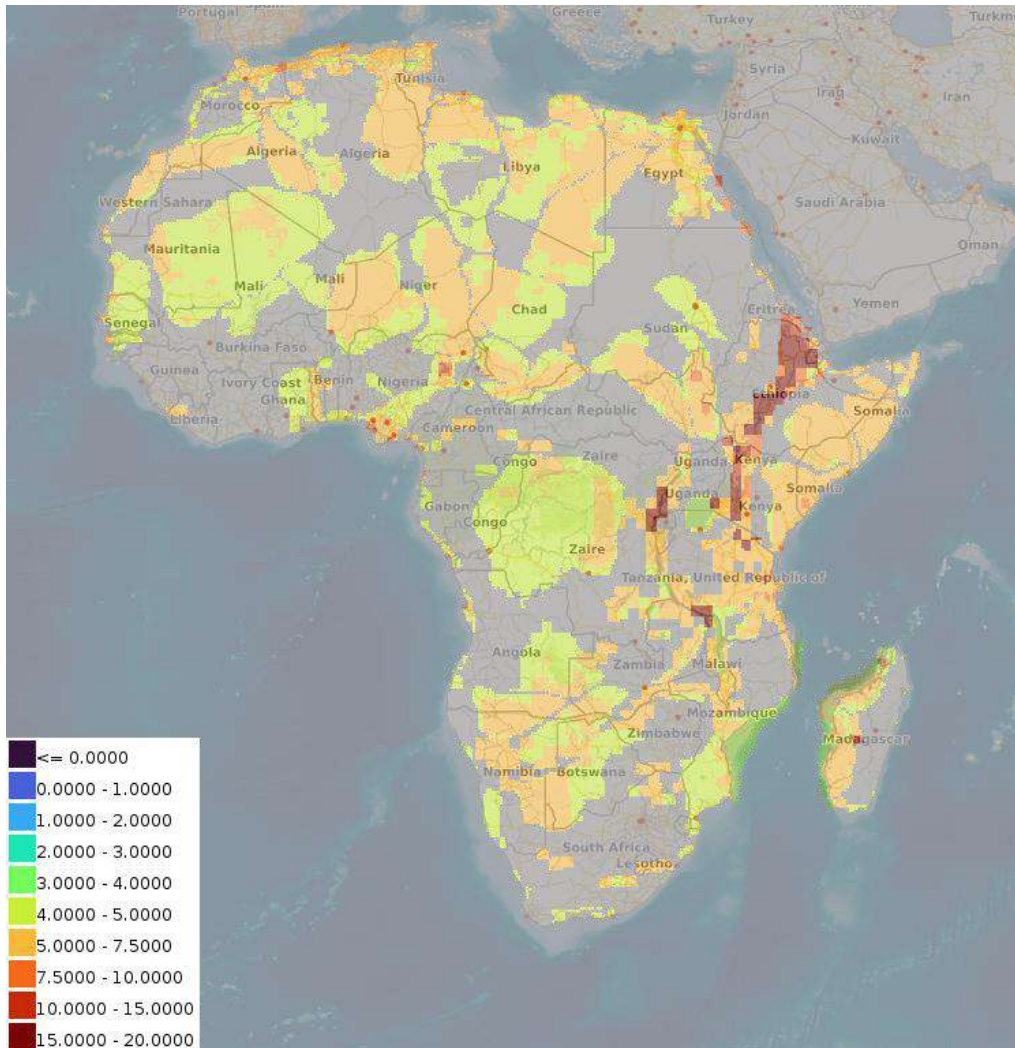 Portugal
Spain
Greece
Turkey
Turkm
Tunisia
Syria
Iraq
Iran
Morocco
Jordan
Kuwait
Algeria
Algeria
Libya
Egypt
Western Sahara
Saudi Arabia
Oman
Mauritania
Mali
Mali
Niger
Chad
Yemen
Senegal
Sudan
Eritrea
Burkina Faso
Guinea
Ivory Coast
Benin
Nigeria
Ethiopia
Ghana
Somalia
Liberia
Central African Republic
Cameroon
Congo
Zaire
Uganda
Kenya
Uganda
Somalia
Gabon
Kenya
Congo
Zaire
Tanzania, United Republic of
Angola
Zambia
Malawi
Mozambique
Zimbabwe
Madagascar
Namibia
Botswana
South Africa
Lesotho
<= 0.0000
0.0000 - 1.0000
1.0000 - 2.0000
2.0000 - 3.0000
3.0000 - 4.0000
4.0000 - 5.0000
5.0000 - 7.5000
7.5000 - 10.0000
10.0000 - 15.0000
15.0000 - 20.0000